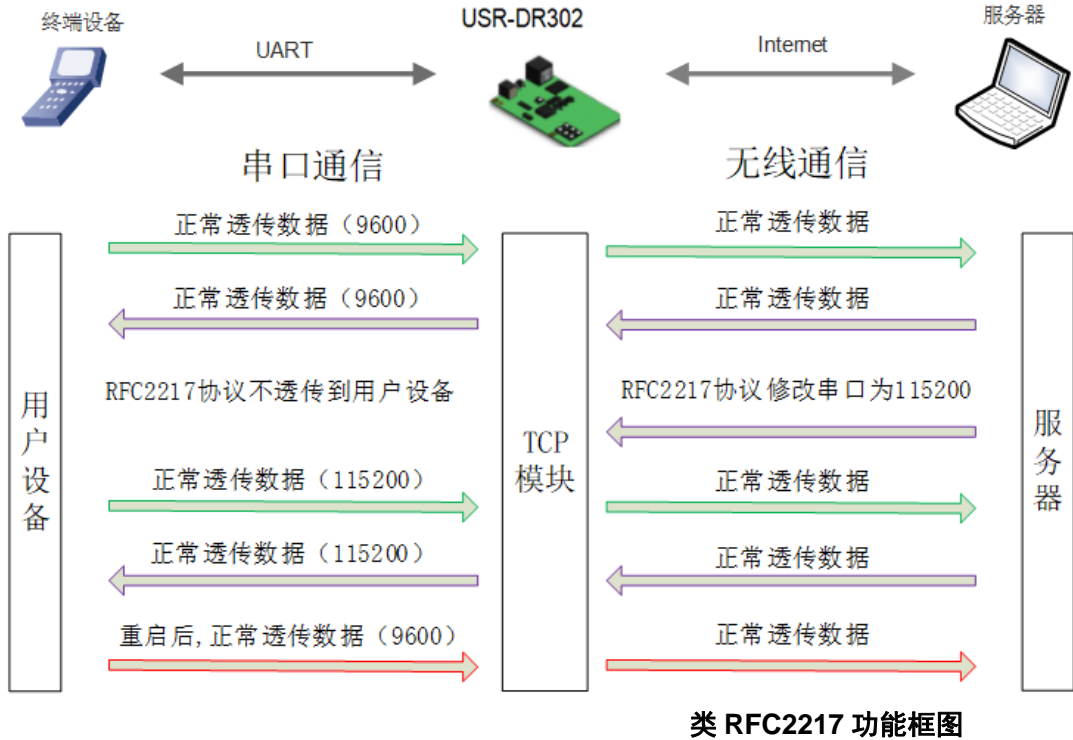 终端设备
USR-DR302
服务器
UART
Internet
串口通信
无线通信
正常透传数据（9600）
正常透传数据
正常透传数据（9600）
正常透传数据
RFC2217协议不透传到用户设备
RFC2217协议修改串口为115200
用户设备
TCP
模块
服务器
正常透传数据（115200）
正常透传数据
正常透传数据（115200）
正常透传数据
重启后,正常透传数据（9600）
正常透传数据
类 RFC2217 功能框图